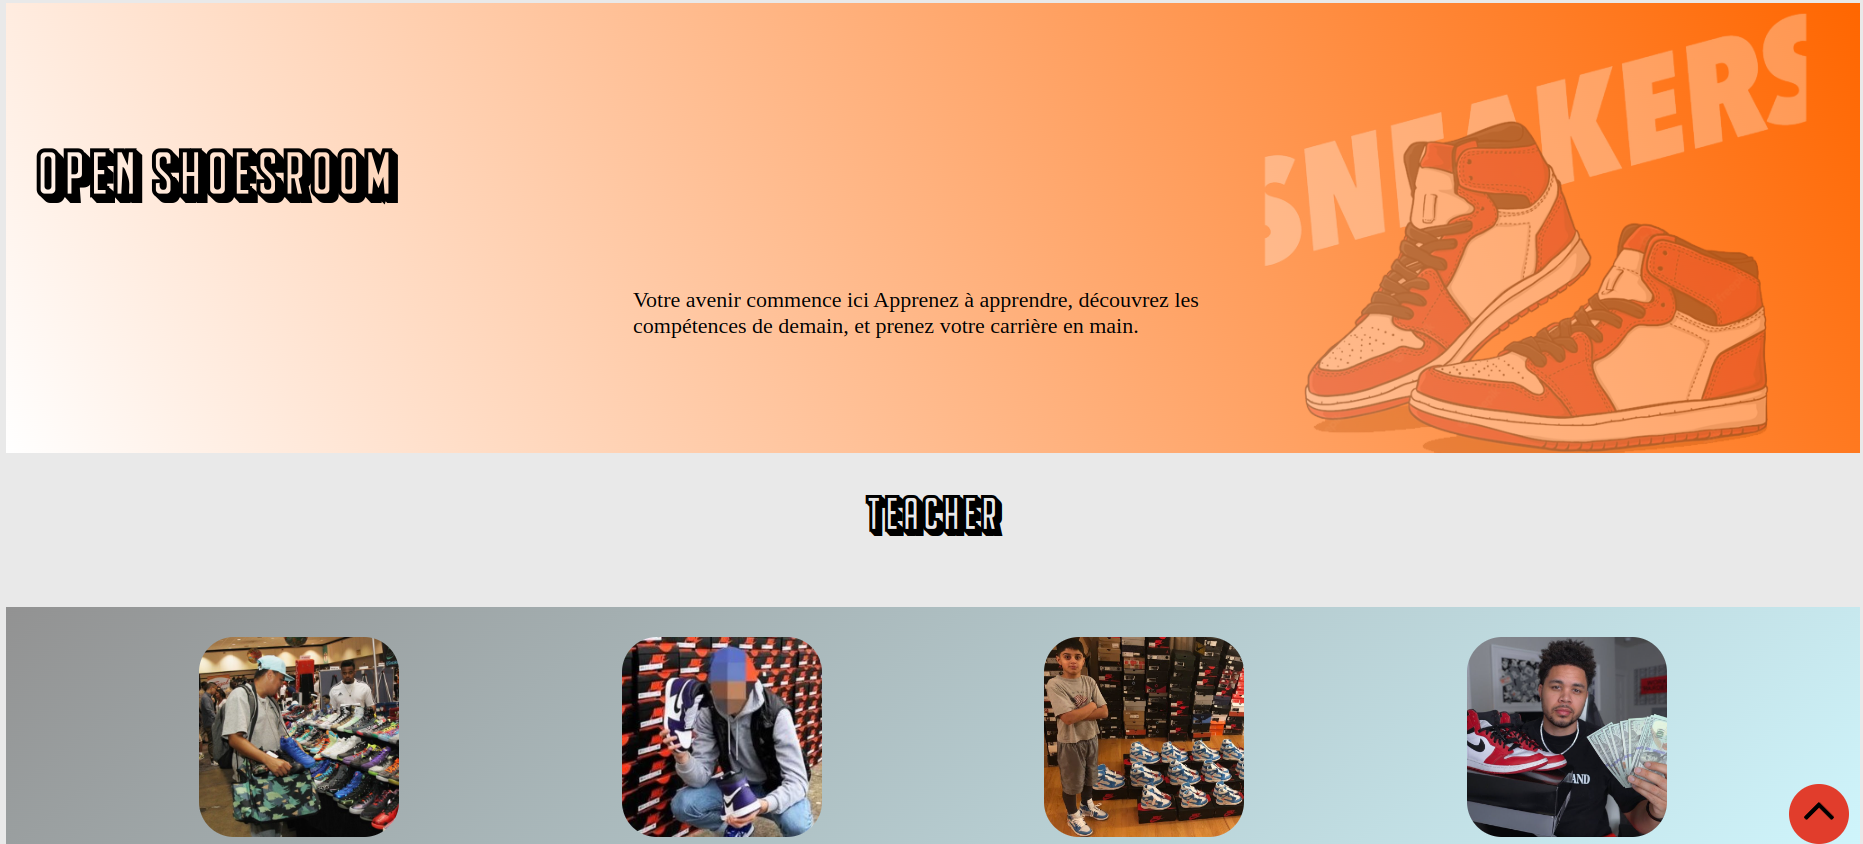 SNEAKERS
OPEN SHOESROOM
Votre avenir commence ici Apprenez à apprendre, découvrez les
compétences de demain, et prenez votre carrière en main.
TEACHER
AND